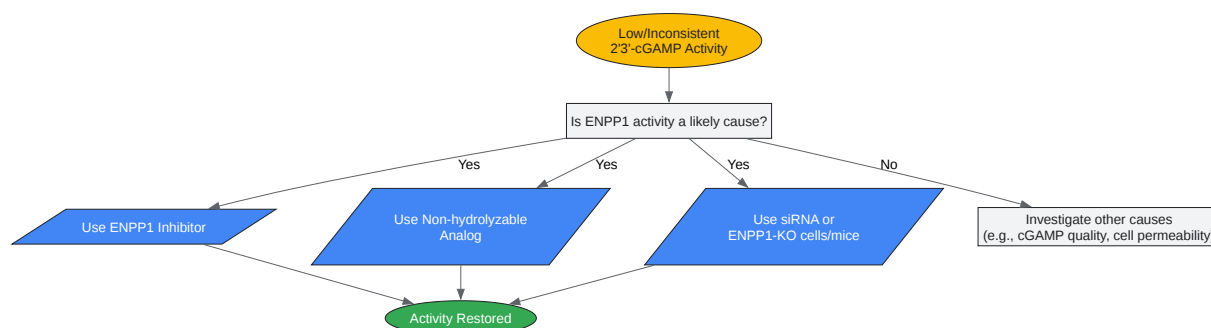 Low/Inconsistent
2'3'-cGAMP Activity
Is ENPP1 activity a likely cause?
Yes
Yes
Yes
No
Use ENPP1 Inhibitor
Use Non-hydrolyzable
Analog
Use siRNA or
ENPP1-KO cells/mice
Investigate other causes
(e.g., cGAMP quality, cell permeability
Activity Restored